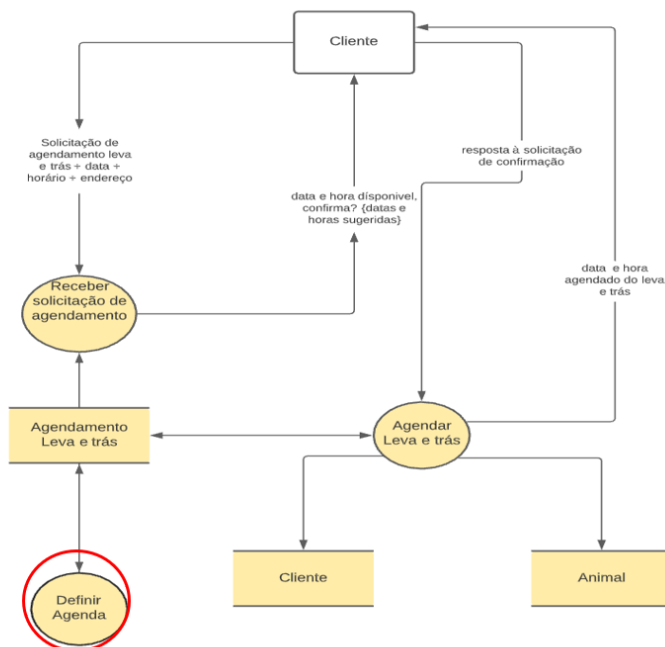 Cliente
Solicitação de
agendamento leva
e trás + data +
horário + endereço
resposta à solicitação
de confirmação
data e hora dísponivel,
confirma? {datas e
horas sugeridas}
data e hora
agendado do leva
e trás
Receber
solicitação de
agendamento
Agendamento
Leva e trás
Agendar
Leva e trás
Cliente
Animal
Definir
Agenda